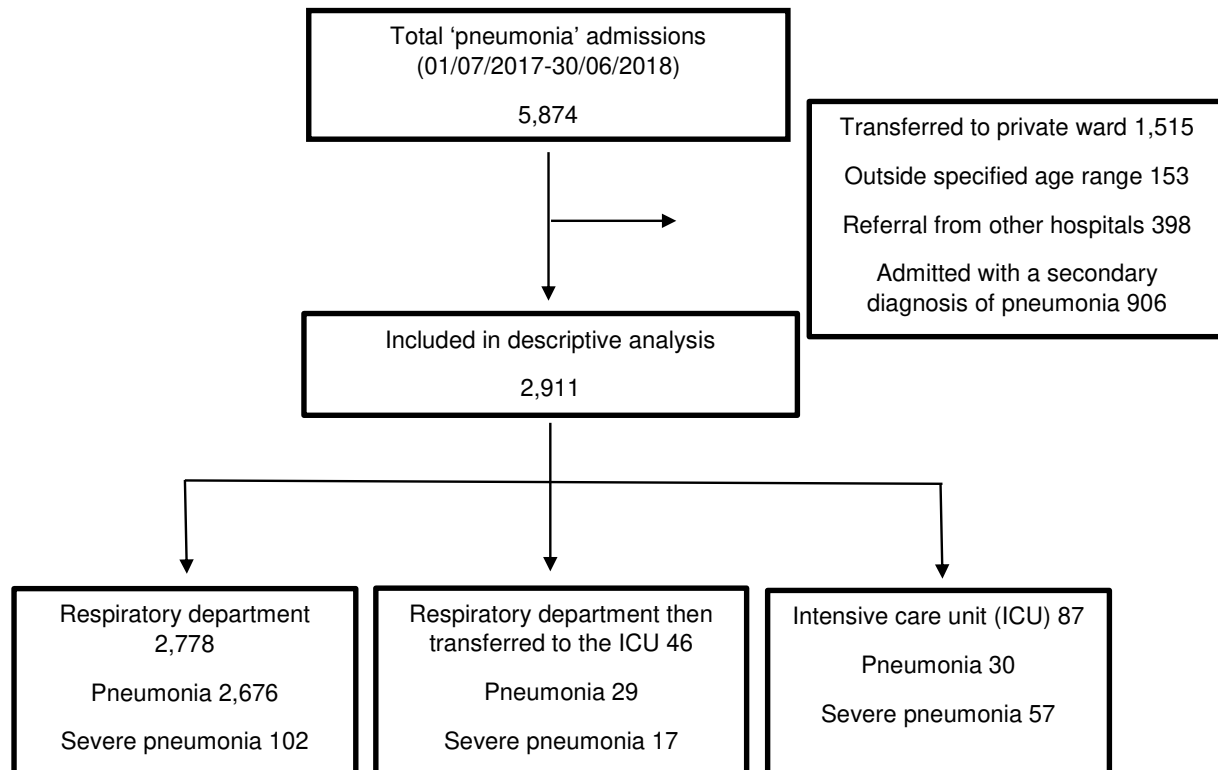 Total ‘pneumonia’ admissions
(01/07/2017-30/06/2018)
5,874
Transferred to private ward 1,515
Outside specified age range 153
Referral from other hospitals 398
Admitted with a secondary
diagnosis of pneumonia 906
Included in descriptive analysis
2,911
Respiratory department
2,778
Pneumonia 2,676
Severe pneumonia 102
Respiratory department then
transferred to the ICU 46
Pneumonia 29
Severe pneumonia 17
Intensive care unit (ICU) 87
Pneumonia 30
Severe pneumonia 57